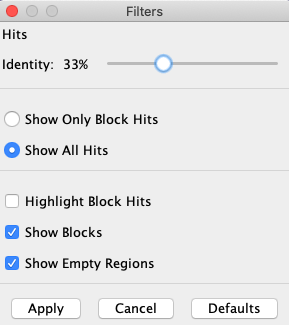 Filters
Hits
Identity: 33%
Show Only Block Hits
Show All Hits
Highlight Block Hits
Show Blocks
Show Empty Regions
Apply Cancel Defaults